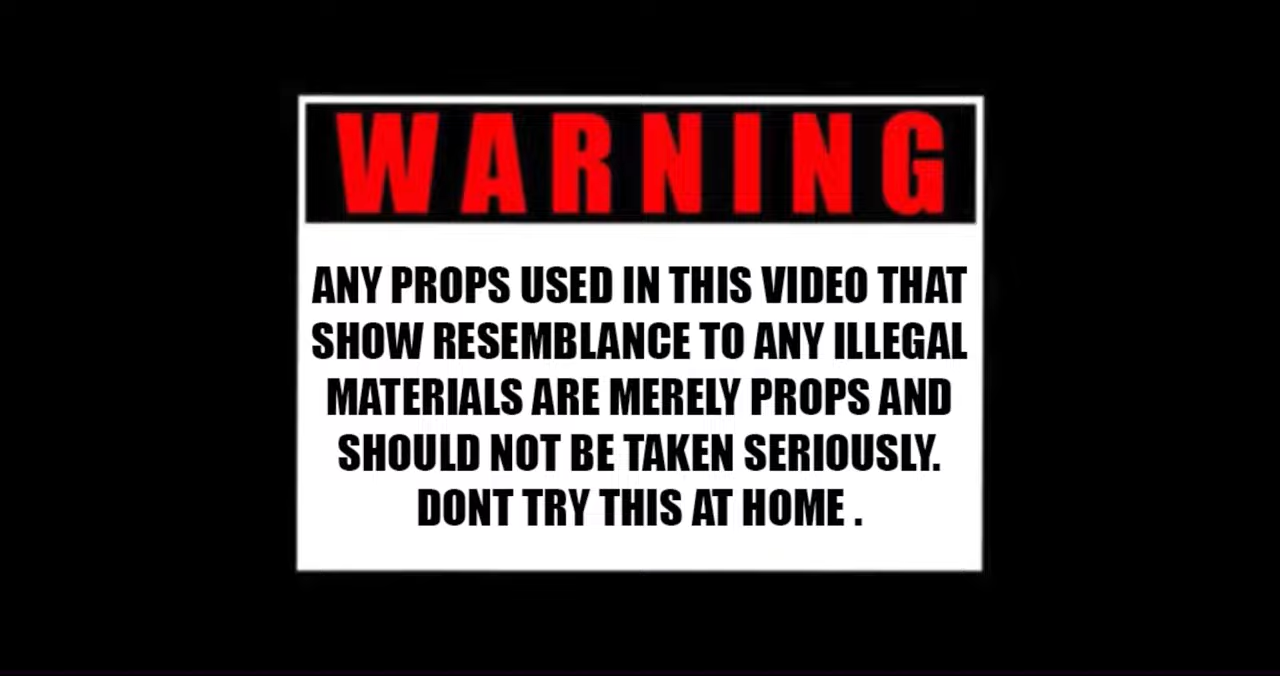 WARNING
ANY PROPS USED IN THIS VIDEO THAT
SHOW RESEMBLANCE TO ANY ILLEGAL
MATERIALS ARE MERELY PROPS AND
SHOULD NOT BE TAKEN SERIOUSLY.
DONT TRY THIS AT HOME .